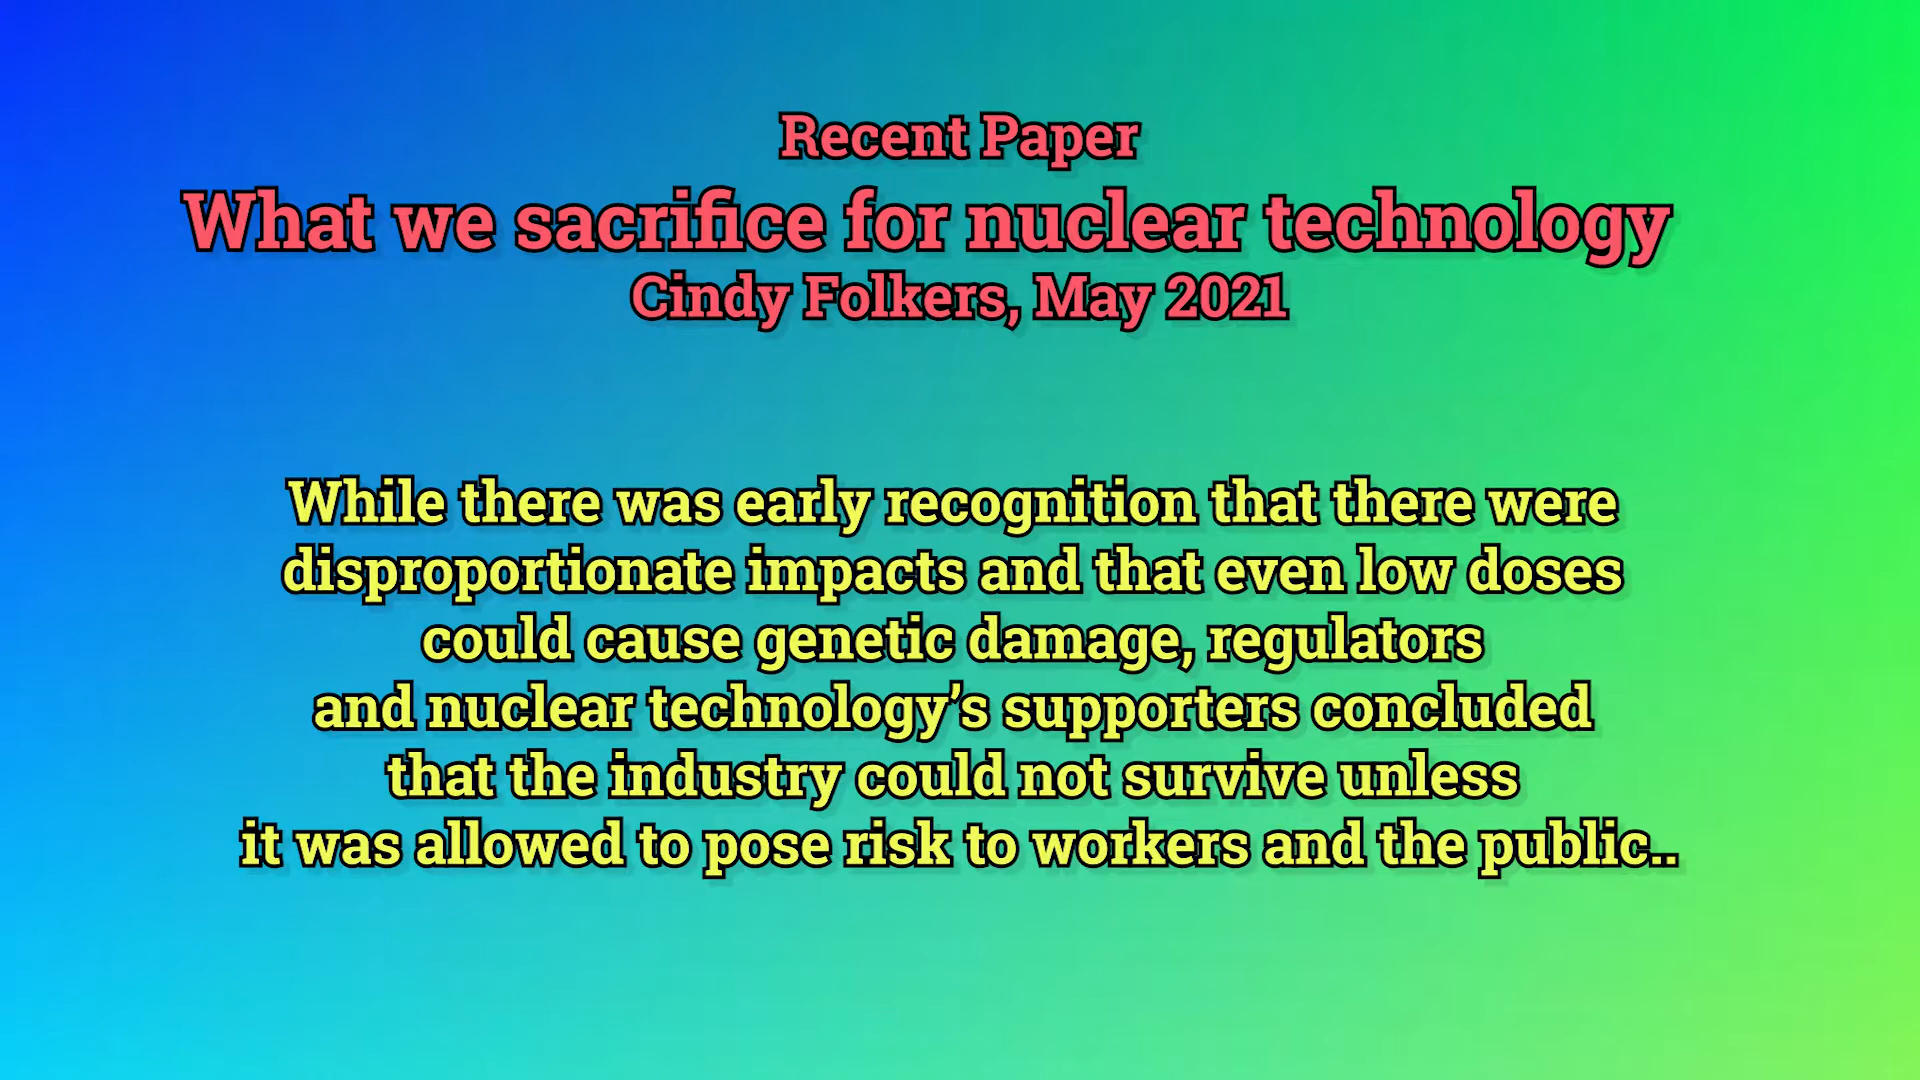 Recent Paper
What we sacrifice for nuclear technology
Cindy Folkers, May 2021
While there was early recognition that there were
disproportionate impacts and that even low doses
could cause genetic damage, regulators
and nuclear technology’s supporters concluded
that the industry could not survive unless
it was allowed to pose risk to workers and the public..